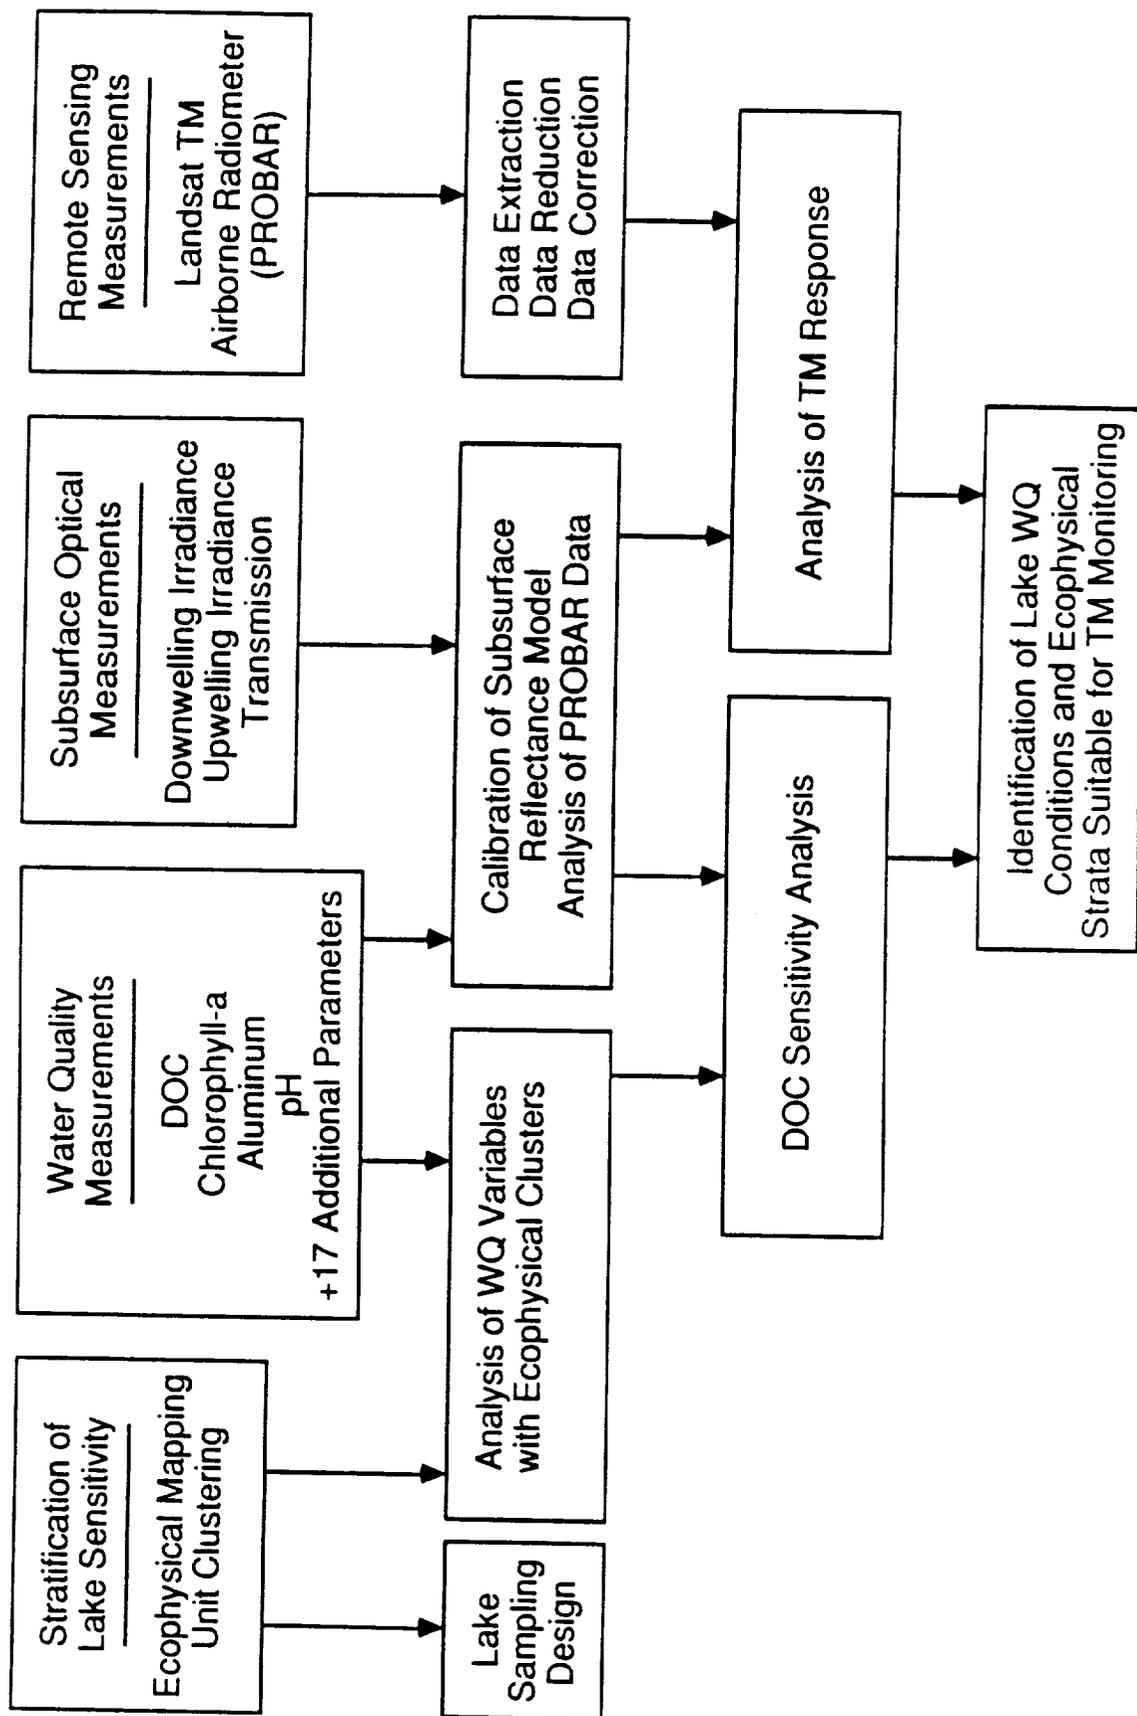 Stratification of
Lake Sensitivity
Ecophysical Mapping
Unit Clustering
Water Quality
Measurements
DOC
Chlorophyll-a
Aluminum
pH
+17 Additional Parameters
Subsurface Optical
Measurements
Downwelling Irradiance
Upwelling Irradiance
Transmission
Remote Sensing
Measurements
Landsat TM
Airborne Radiometer
(PROBAR)
Lake
Sampling
Design
Analysis of WQ Variables
with Ecophysical Clusters
Calibration of Subsurface
Reflectance Model
Analysis of PROBAR Data
Data Extraction
Data Reduction
Data Correction
DOC Sensitivity Analysis
Analysis of TM Response
Identification of Lake WQ
Conditions and Ecophysical
Strata Suitable for TM Monitoring